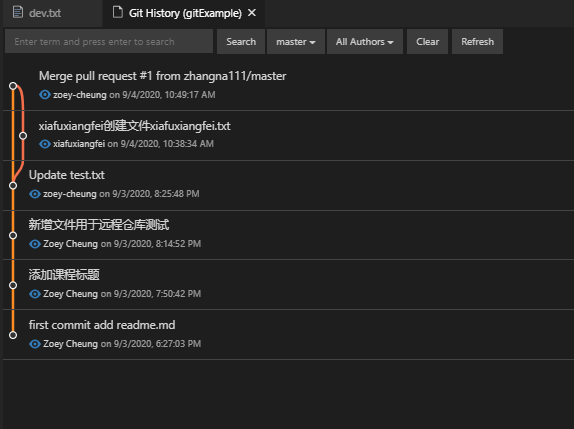 dev.txt Git History (gitExample)
Enter term and press enter to search Search master All Authors Clear Refresh
Merge pull request #1 from zhangna111/master
zoey-cheung on 9/4/2020, 10:49:17 AM
xiafuxiangfei创建文件xiafuxiangfei.txt
xiafuxiangfei on 9/4/2020, 10:38:34 AM
Update test.txt
zoey-cheung on 9/3/2020, 8:25:48 PM
新增文件用于远程仓库测试
Zoey Cheung on 9/3/2020, 8:14:52 PM
添加课程标题
Zoey Cheung on 9/3/2020, 7:50:42 PM
first commit add readme.md
Zoey Cheung on 9/3/2020, 6:27:03 PM